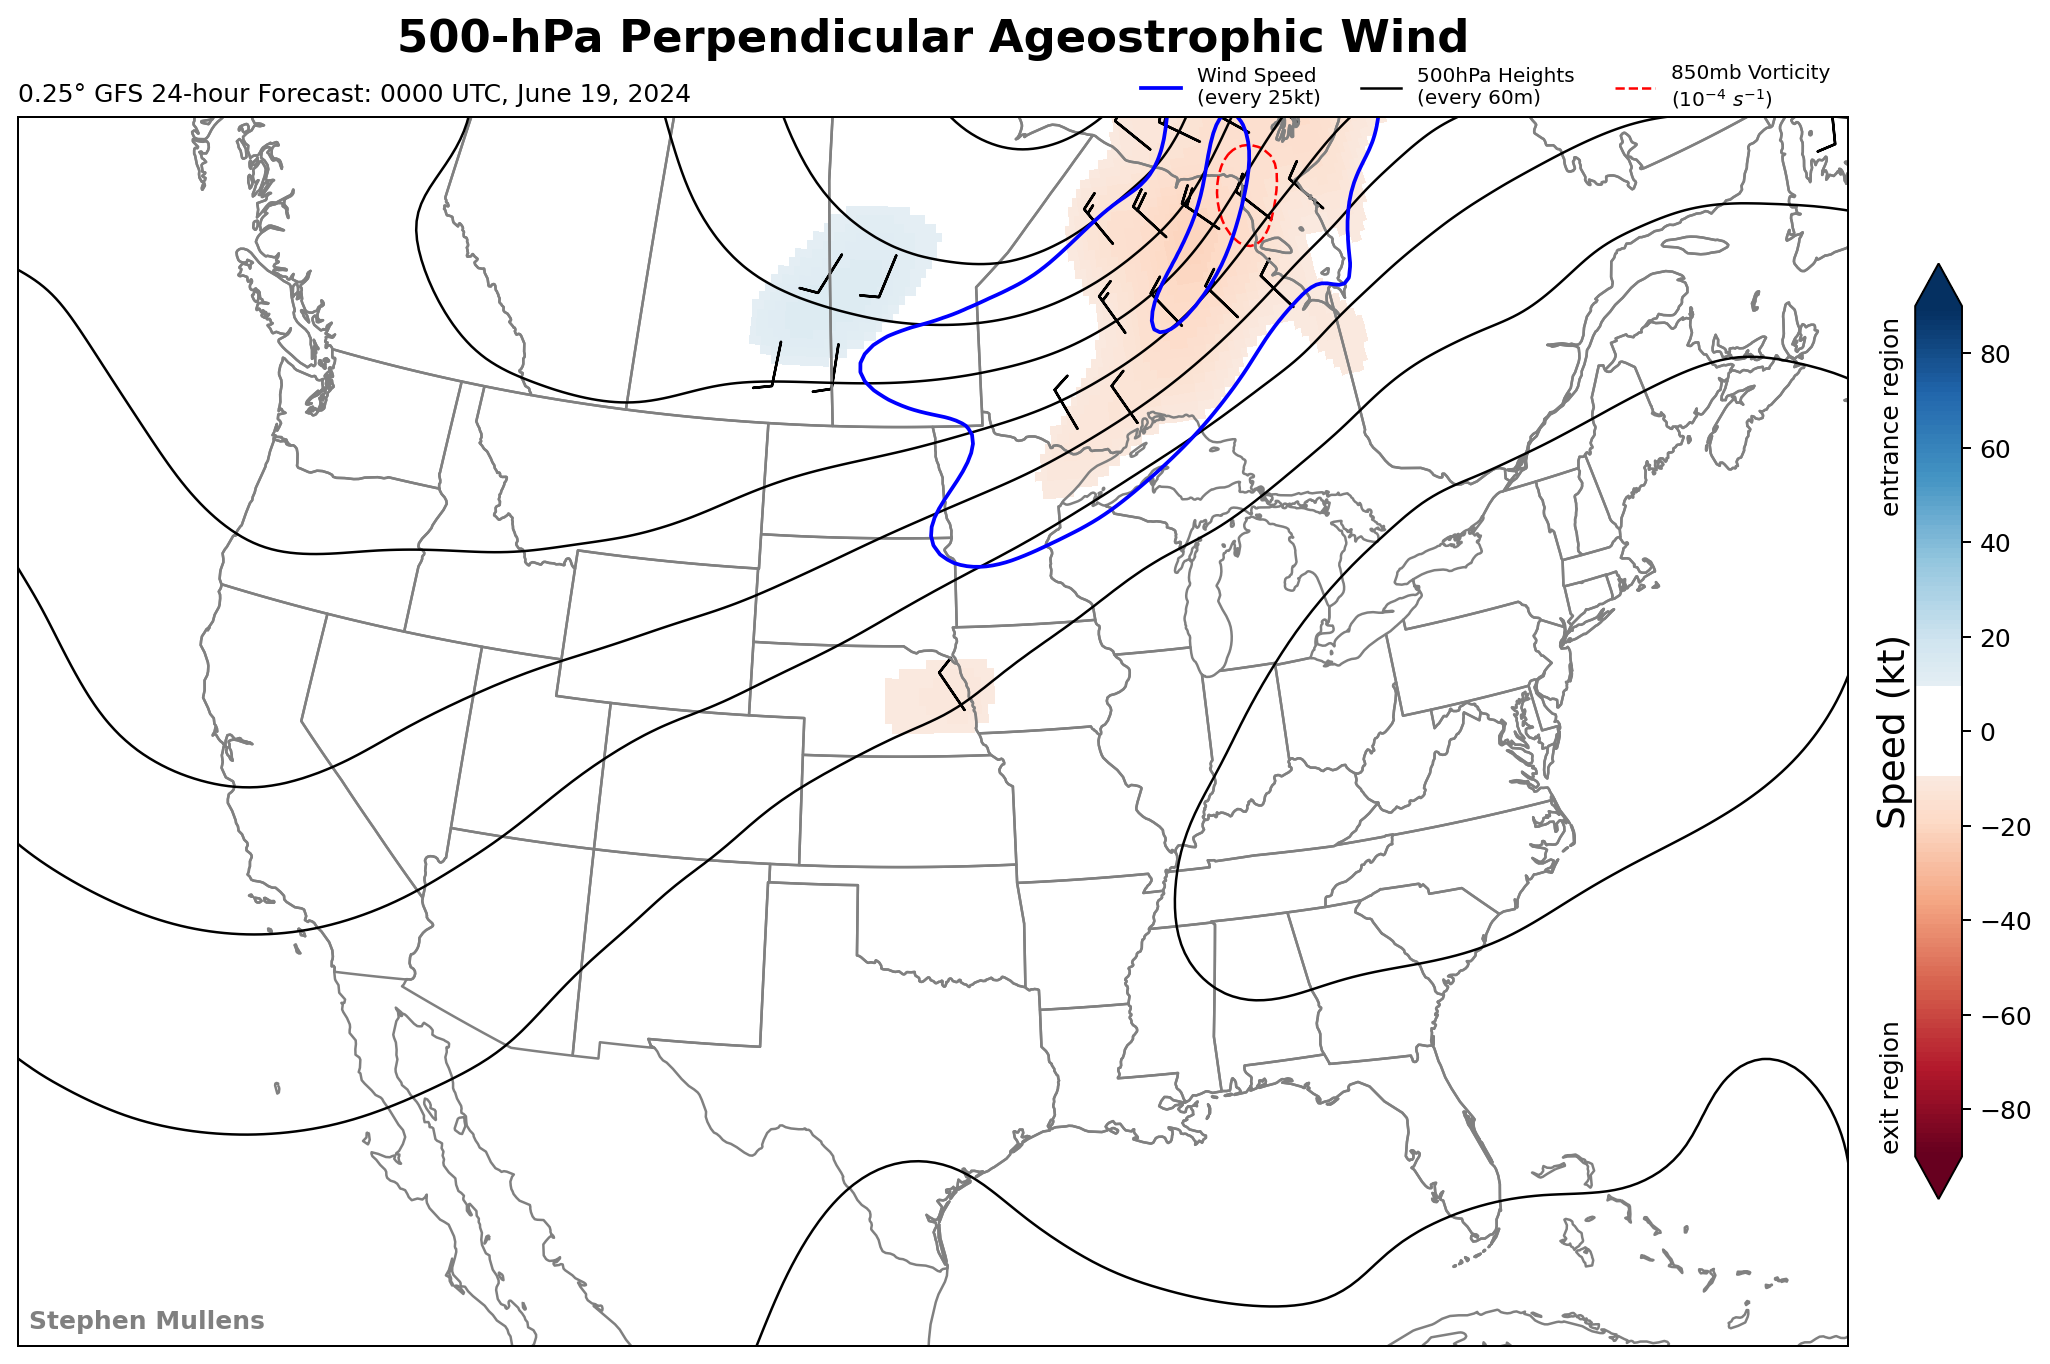 500-hPa Perpendicular Ageostrophic Wind
0.25° GFS 24-hour Forecast: 0000 UTC, June 19, 2024
Wind Speed
(every 25kt)
500hPa Heights
(every 60m)
850mb Vorticity
(10⁻⁴ s⁻¹)
entrance region
Speed (kt)
exit region
80
60
40
20
0
−20
−40
−60
−80
Stephen Mullens